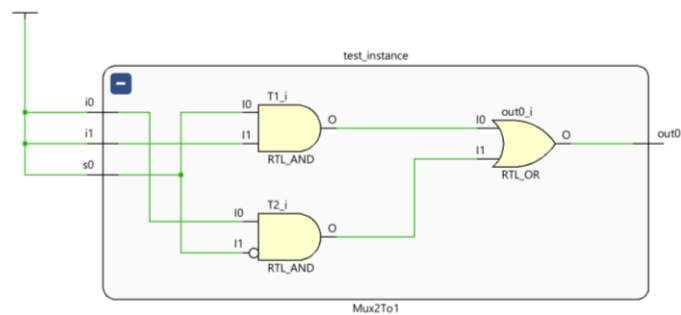 test_instance
i0
i1
s0
T1_i
I0
I1
O
RTL_AND
T2_i
I0
I1
O
RTL_AND
out0_i
I0
I1
O
RTL_OR
out0
Mux2To1